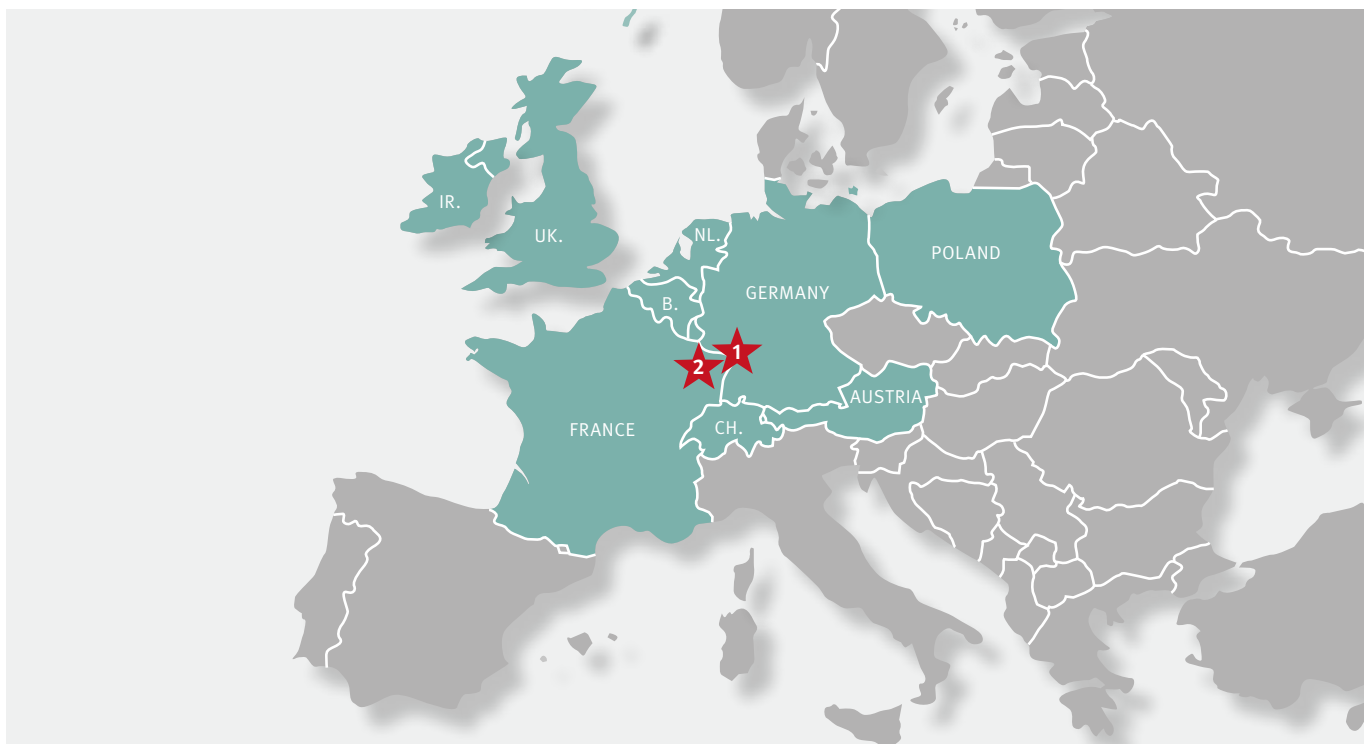 IR.
UK.
NL.
POLAND
GERMANY
B.
1
2
AUSTRIA
FRANCE
CH.